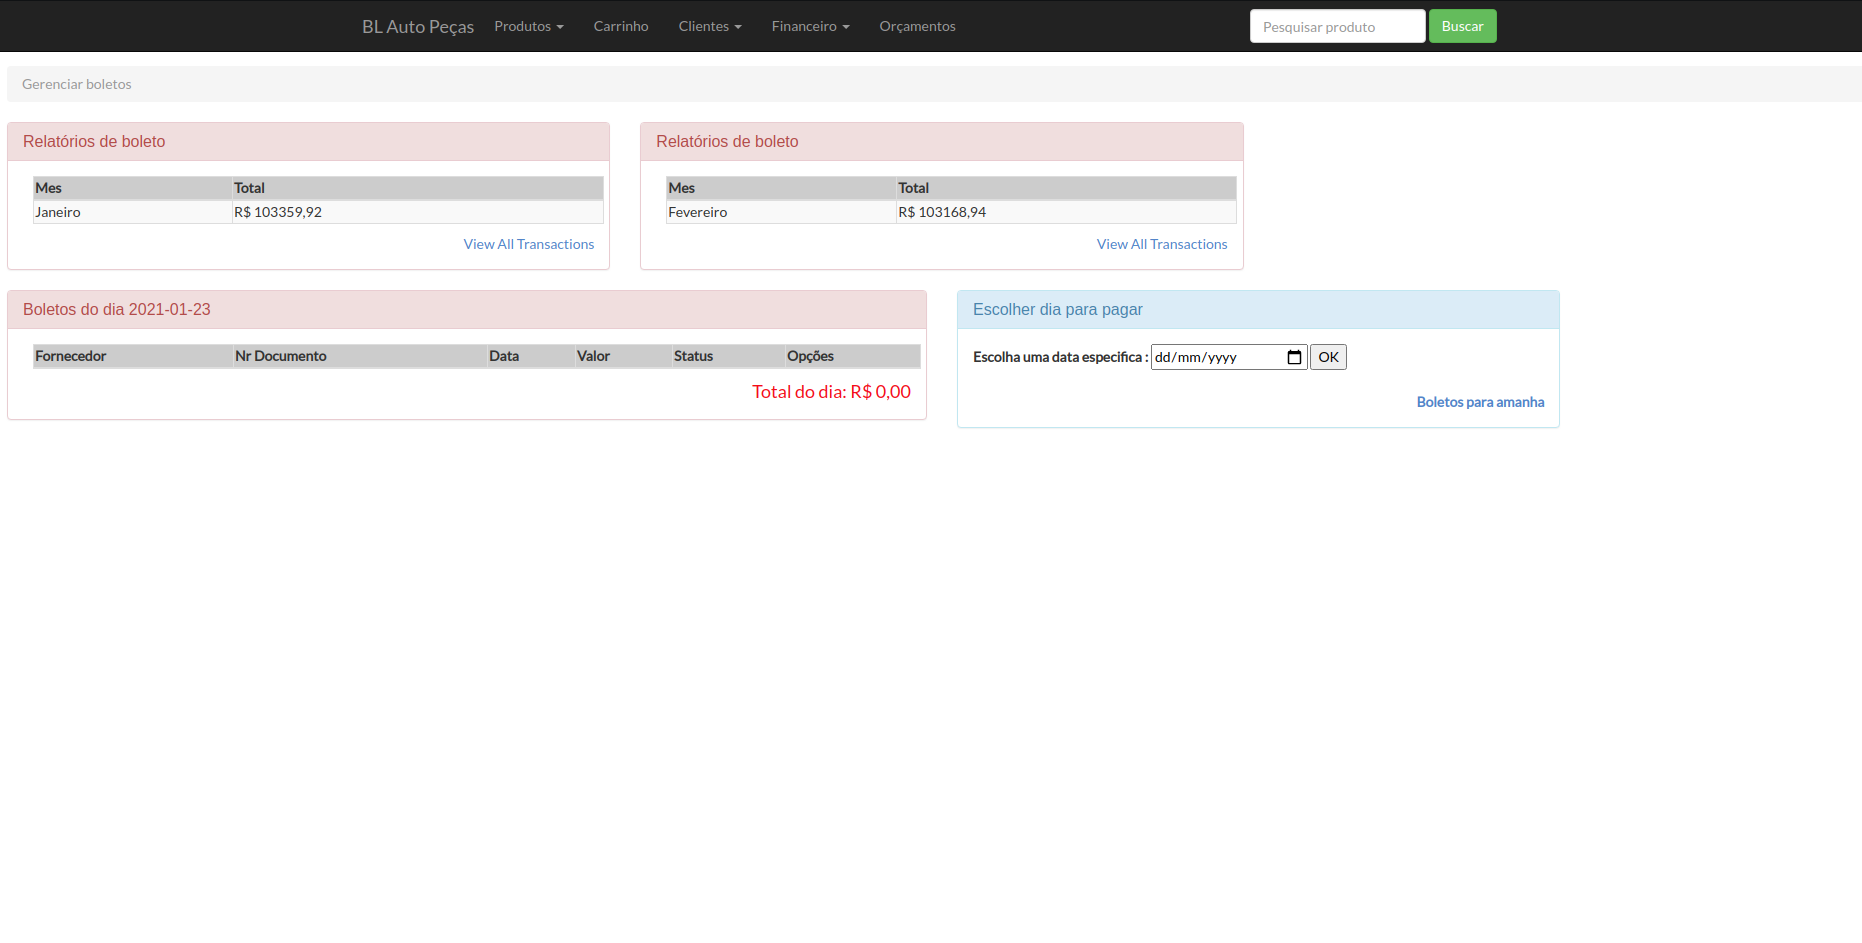 BL Auto Peças Produtos Carrinho Clientes Financeiro Orçamentos Pesquisar produto Buscar
Gerenciar boletos
Relatórios de boleto
Mes Total
Janeiro R$ 103359,92
View All Transactions
Relatórios de boleto
Mes Total
Fevereiro R$ 103168,94
View All Transactions
Boletos do dia 2021-01-23
Fornecedor Nr Documento Data Valor Status Opções
Total do dia: R$ 0,00
Escolher dia para pagar
Escolha uma data especifica : dd/mm/yyyy OK
Boletos para amanha